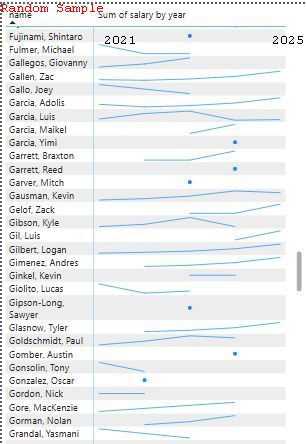 Random Sample
name Sum of salary by year
2021 2025
Fujinami, Shintaro
Fulmer, Michael
Gallegos, Giovanny
Gallen, Zac
Gallo, Joey
Garcia, Adolis
Garcia, Luis
Garcia, Maikel
Garcia, Yimi
Garrett, Braxton
Garrett, Reed
Garver, Mitch
Gausman, Kevin
Gelof, Zack
Gibson, Kyle
Gil, Luis
Gilbert, Logan
Gimenez, Andres
Ginkel, Kevin
Giolito, Lucas
Gipson-Long,
Sawyer
Glasnow, Tyler
Goldschmidt, Paul
Gomber, Austin
Gonsolin, Tony
Gonzalez, Oscar
Gordon, Nick
Gore, MacKenzie
Gorman, Nolan
Grandal, Yasmani